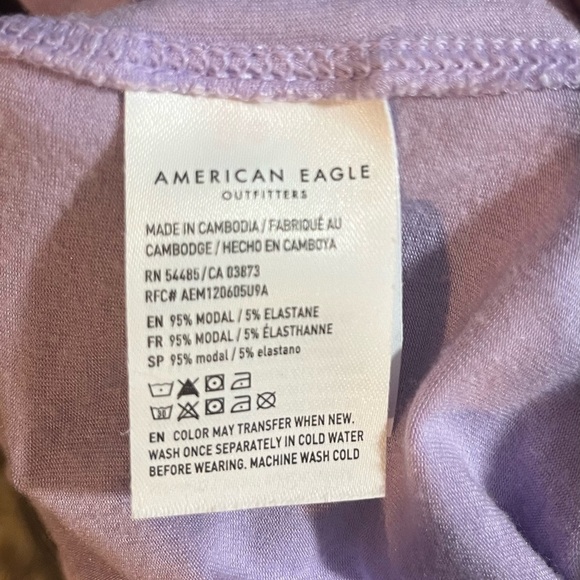 AMERICAN EAGLE
OUTFITTERS
MADE IN CAMBODIA / FABRIQUÉ AU
CAMBODGE / HECHO EN CAMBOYA
RN 54485/CA 03873
RFC# AEM120605U9A
EN 95% MODAL / 5% ELASTANE
FR 95% MODAL / 5% ÉLASTHANNE
SP 95% modal / 5% elastano
EN COLOR MAY TRANSFER WHEN NEW.
WASH ONCE SEPARATELY IN COLD WATER
BEFORE WEARING. MACHINE WASH COLD